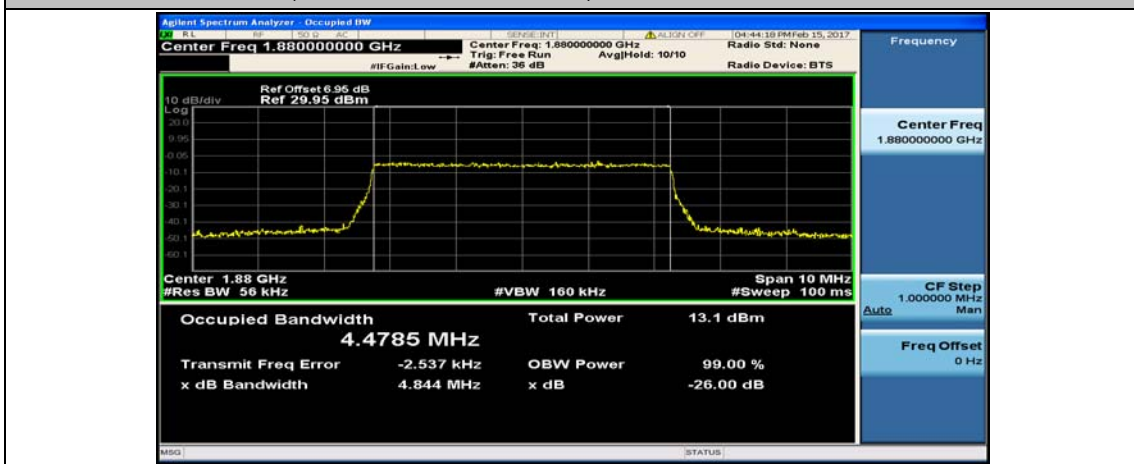 Agilent Spectrum Analyzer - Occupied BW
RL RF 50 Ω AC SENSE:INT ALIGN OFF 04:44:18 PM Feb 15, 2017
Center Freq 1.880000000 GHz Center Freq: 1.880000000 GHz Radio Std: None
Trig: Free Run Avg|Hold: 10/10
#IFGain:Low #Atten: 36 dB Radio Device: BTS
Ref Offset 6.95 dB
10 dB/div Ref 29.95 dBm
Log
20.0
9.95
-0.05
-10.1
-20.1
-30.1
-40.1
-50.1
-60.1
Center 1.88 GHz Span 10 MHz
#Res BW 56 kHz #VBW 160 kHz #Sweep 100 ms
Occupied Bandwidth Total Power 13.1 dBm
4.4785 MHz
Transmit Freq Error -2.537 kHz OBW Power 99.00 %
x dB Bandwidth 4.844 MHz x dB -26.00 dB
MSG STATUS
Frequency
Center Freq
1.880000000 GHz
CF Step
1.000000 MHz
Auto Man
Freq Offset
0 Hz